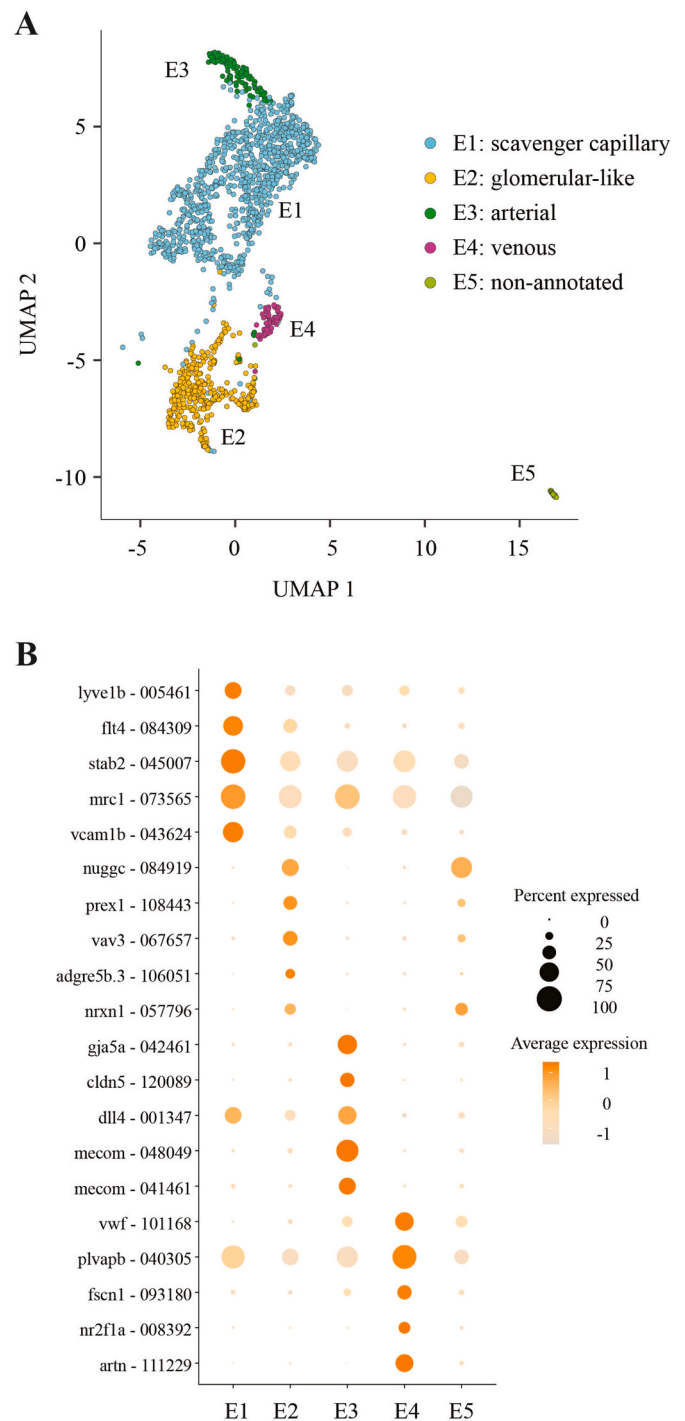 A
E3
E1
E4
E2
E5
E1: scavenger capillary
E2: glomerular-like
E3: arterial
E4: venous
E5: non-annotated
5
0
-5
-10
UMAP 2
-5
0
5
10
15
UMAP 1
B
lyve1b - 005461
flt4 - 084309
stab2 - 045007
mrc1 - 073565
vcam1b - 043624
nuggc - 084919
prex1 - 108443
vav3 - 067657
adgre5b.3 - 106051
nrxn1 - 057796
gja5a - 042461
cldn5 - 120089
dll4 - 001347
mecom - 048049
mecom - 041461
vwf - 101168
plvapb - 040305
fscn1 - 093180
nr2f1a - 008392
artn - 111229
E1 E2 E3 E4 E5
Percent expressed
0
25
50
75
100
Average expression
1
0
-1